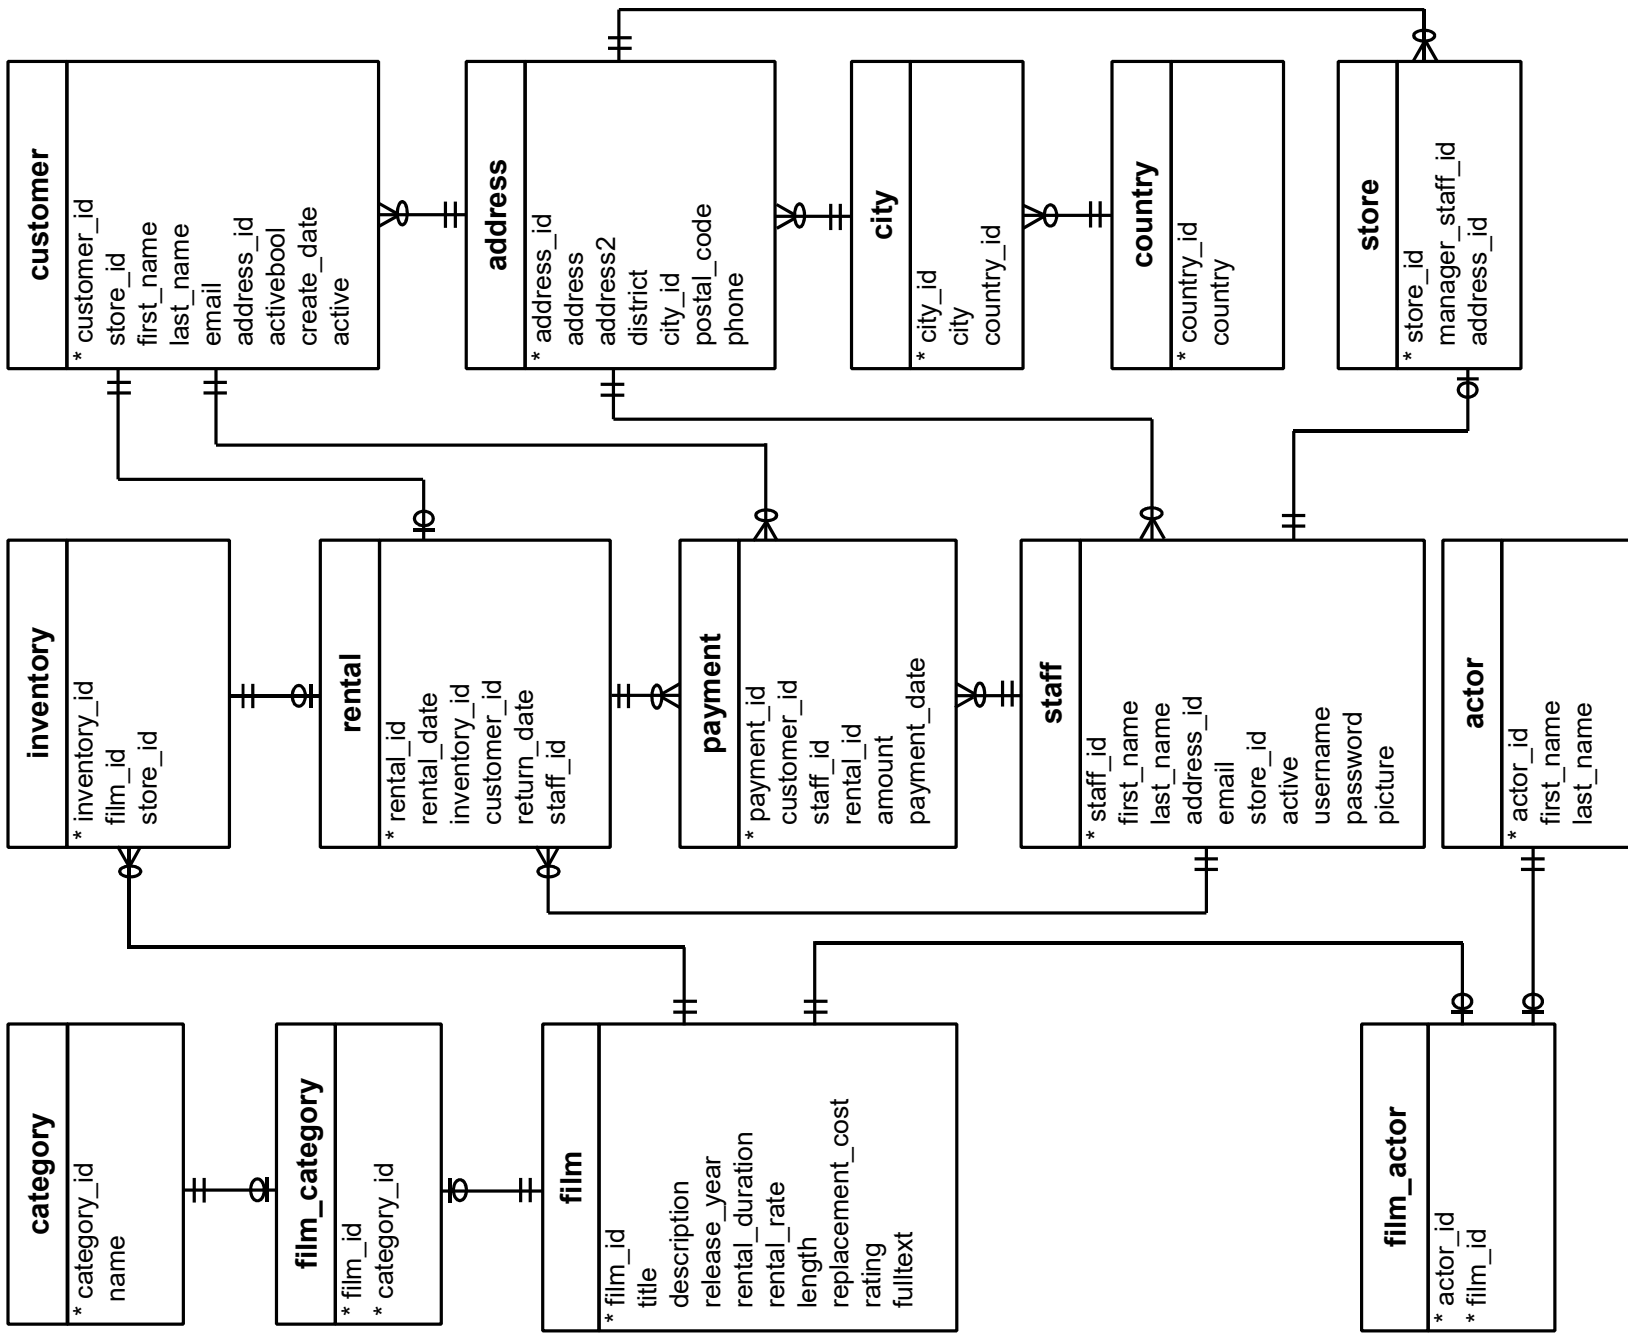 category
* category_id
name
film_category
* film_id
* category_id
film
* film_id
title
description
release_year
rental_duration
rental_rate
length
replacement_cost
rating
fulltext
film_actor
* actor_id
* film_id
inventory
* inventory_id
film_id
store_id
rental
* rental_id
rental_date
inventory_id
customer_id
return_date
staff_id
payment
* payment_id
customer_id
staff_id
rental_id
amount
payment_date
staff
* staff_id
first_name
last_name
address_id
email
store_id
active
username
password
picture
actor
* actor_id
first_name
last_name
customer
* customer_id
store_id
first_name
last_name
email
address_id
activebool
create_date
active
address
* address_id
address
address2
district
city_id
postal_code
phone
city
* city_id
city
country_id
country
* country_id
country
store
* store_id
manager_staff_id
address_id